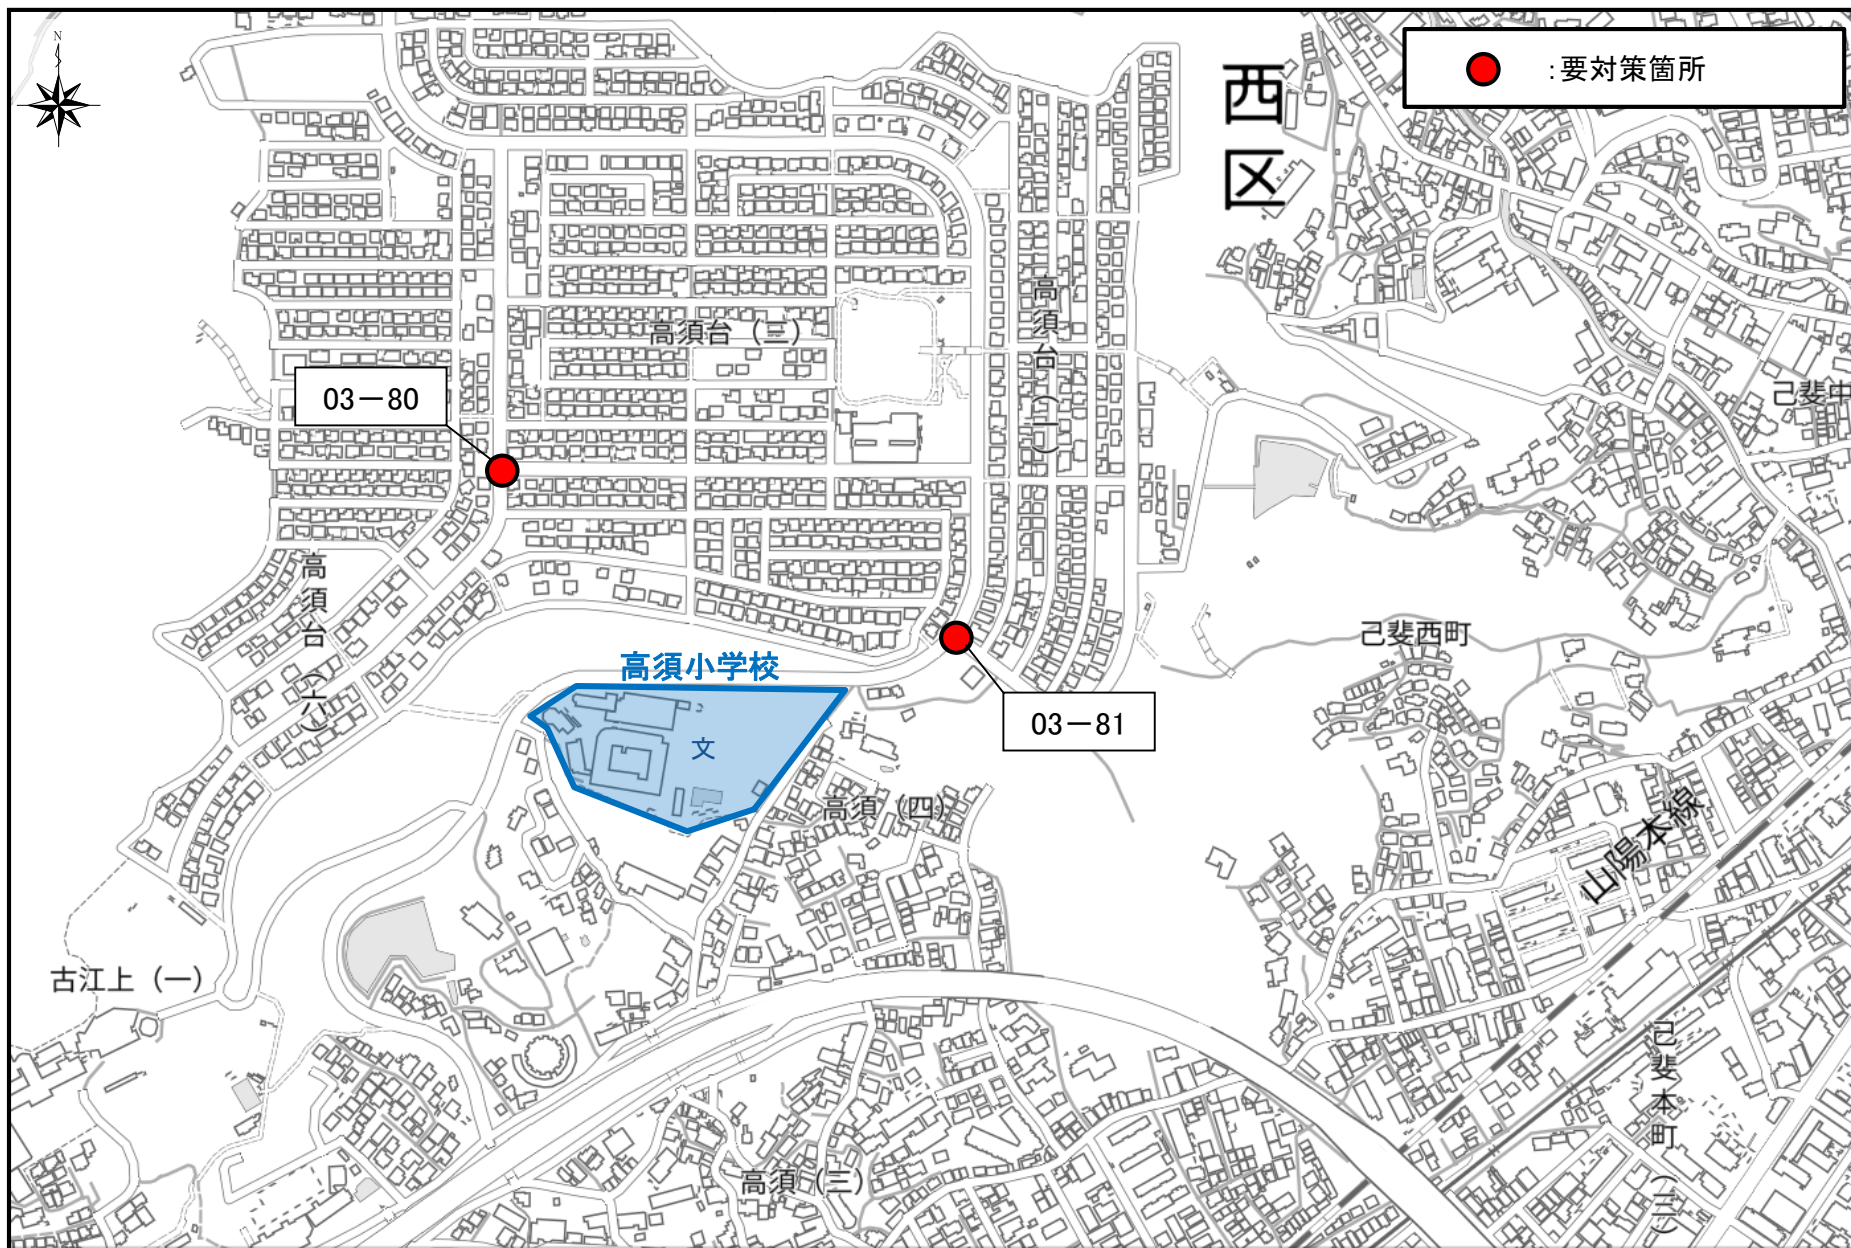 N
西区
:要対策箇所
高須台(二)
高須台(三)
己斐中
03-80
高須台(六)
己斐西町
高須小学校
03-81
文
高須(四)
山陽本線
古江上(一)
己斐本町(三)
高須(三)